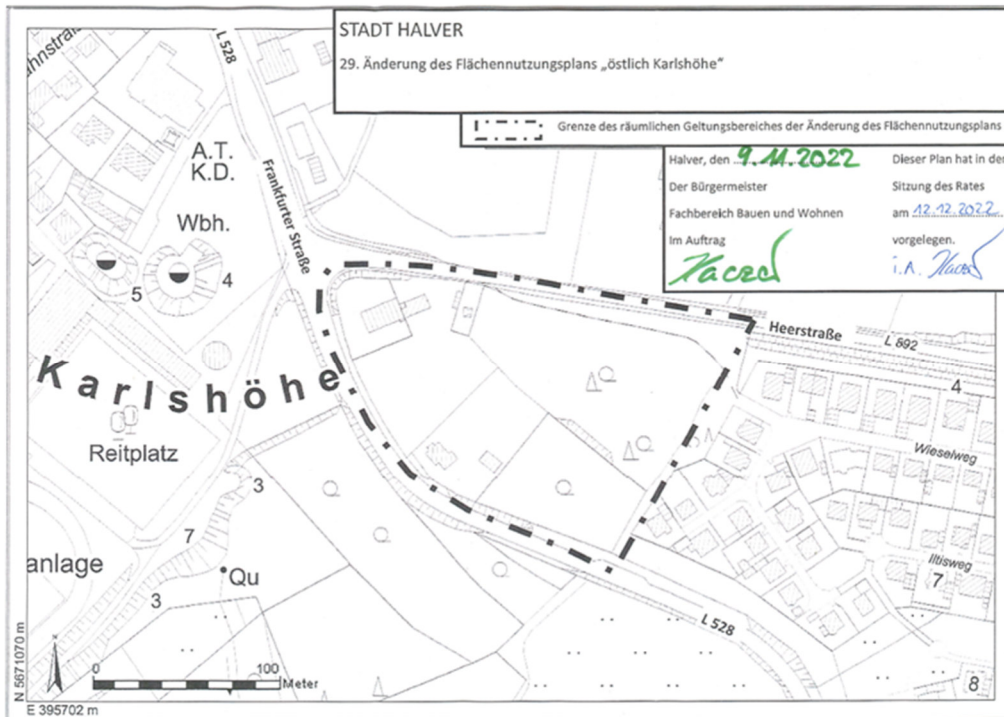 STADT HALVER
29. Änderung des Flächennutzungsplans „östlich Karlshöhe“
Grenze des räumlichen Geltungsbereiches der Änderung des Flächennutzungsplans
Halver, den 9.11.2022
Der Bürgermeister
Fachbereich Bauen und Wohnen
Im Auftrag
Dieser Plan hat in der
Sitzung des Rates
am 12.12.2022
vorgelegen.
i.A.
L 528
A.T.
K.D.
Wbh.
Frankfurter Straße
5
4
Karlshöhe
Reitplatz
Heerstraße
L 892
4
Wieselweg
Iltisweg
7
3
7
anlage
3
Qu
L 528
8
0 100
Meter
N 5671070 m
E 395702 m